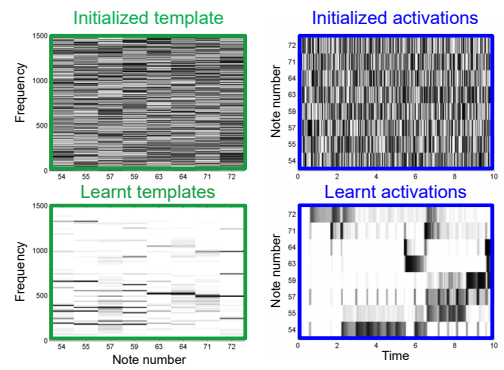 Initialized template
Initialized activations
Frequency
1500
1000
500
0
54 55 57 59 63 64 71 72
Note number
72
71
64
63
59
57
55
54
0 2 4 6 8 10
Learnt templates
Learnt activations
Frequency
1500
1000
500
0
54 55 57 59 63 64 71 72
Note number
Note number
72
71
64
63
59
57
55
54
0 2 4 6 8 10
Time